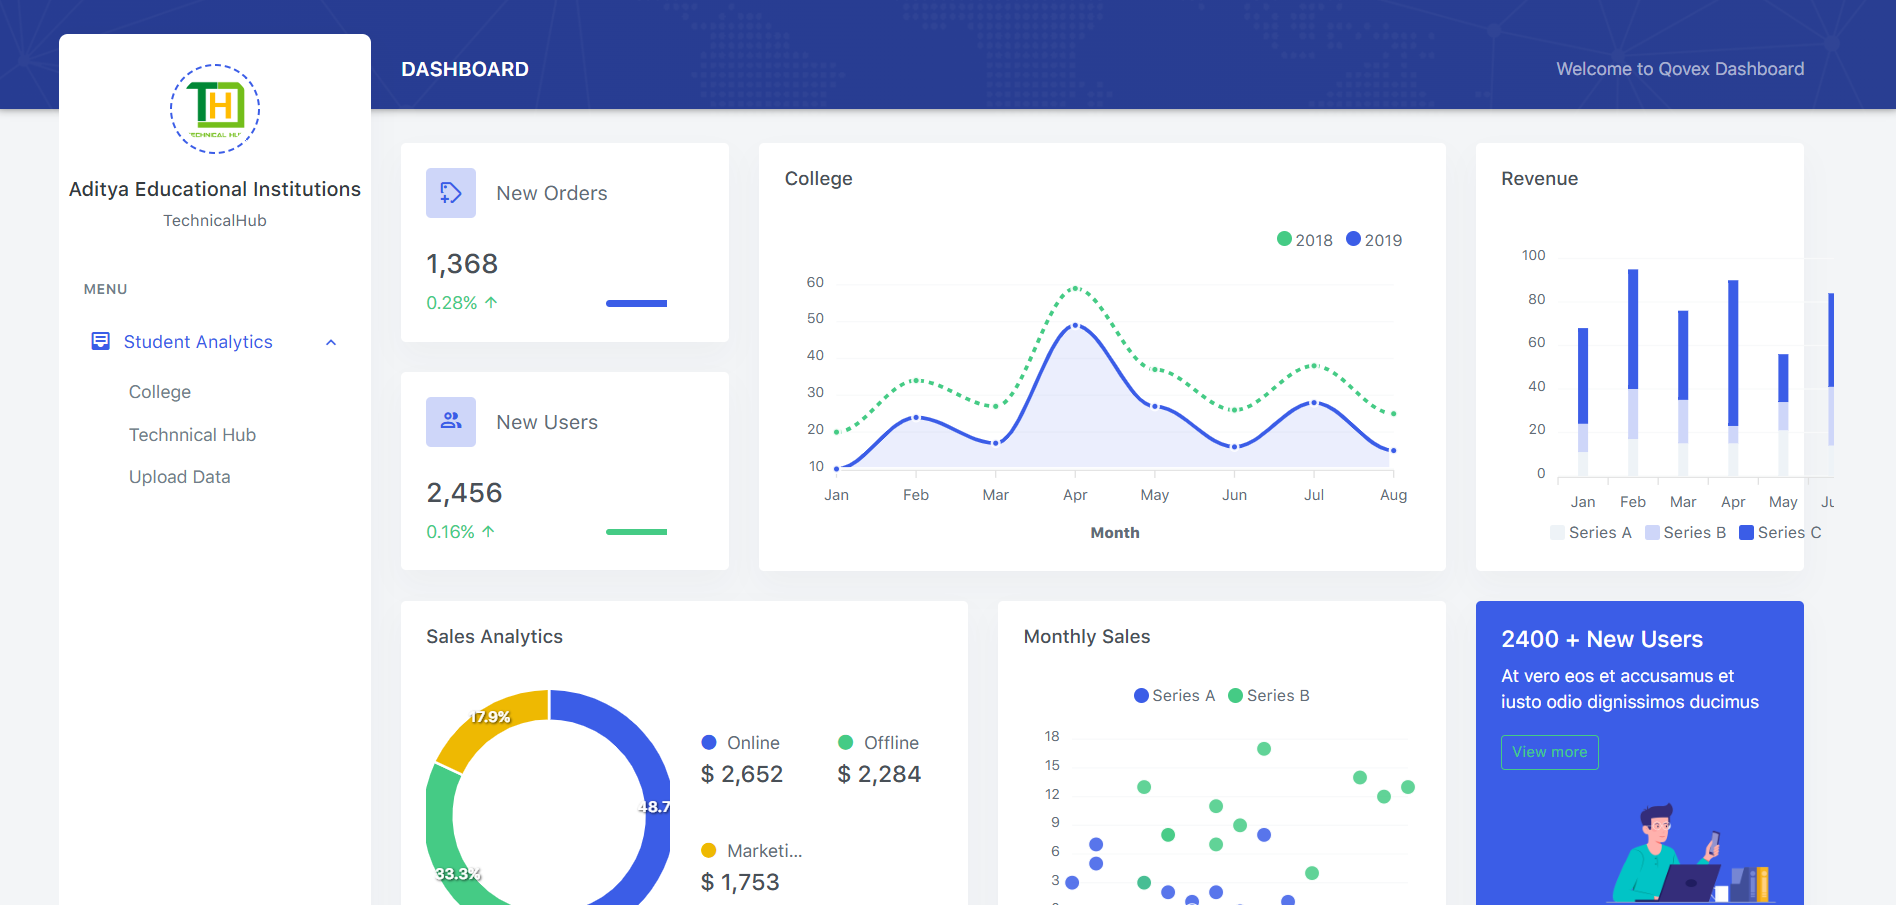 DASHBOARD
Welcome to Qovex Dashboard
TH
TECHNICAL HUB
Aditya Educational Institutions
TechnicalHub
MENU
Student Analytics
College
Technnical Hub
Upload Data
New Orders
1,368
0.28%
New Users
2,456
0.16%
College
2018 2019
60
50
40
30
20
10
Jan Feb Mar Apr May Jun Jul Aug
Month
Revenue
100
80
60
40
20
0
Jan Feb Mar Apr May Ju
Series A Series B Series C
Sales Analytics
17.9%
48.7
33.3%
Online Offline
$ 2,652 $ 2,284
Marketi...
$ 1,753
Monthly Sales
Series A Series B
18
15
12
9
6
3
2400 + New Users
At vero eos et accusamus et
iusto odio dignissimos ducimus
View more